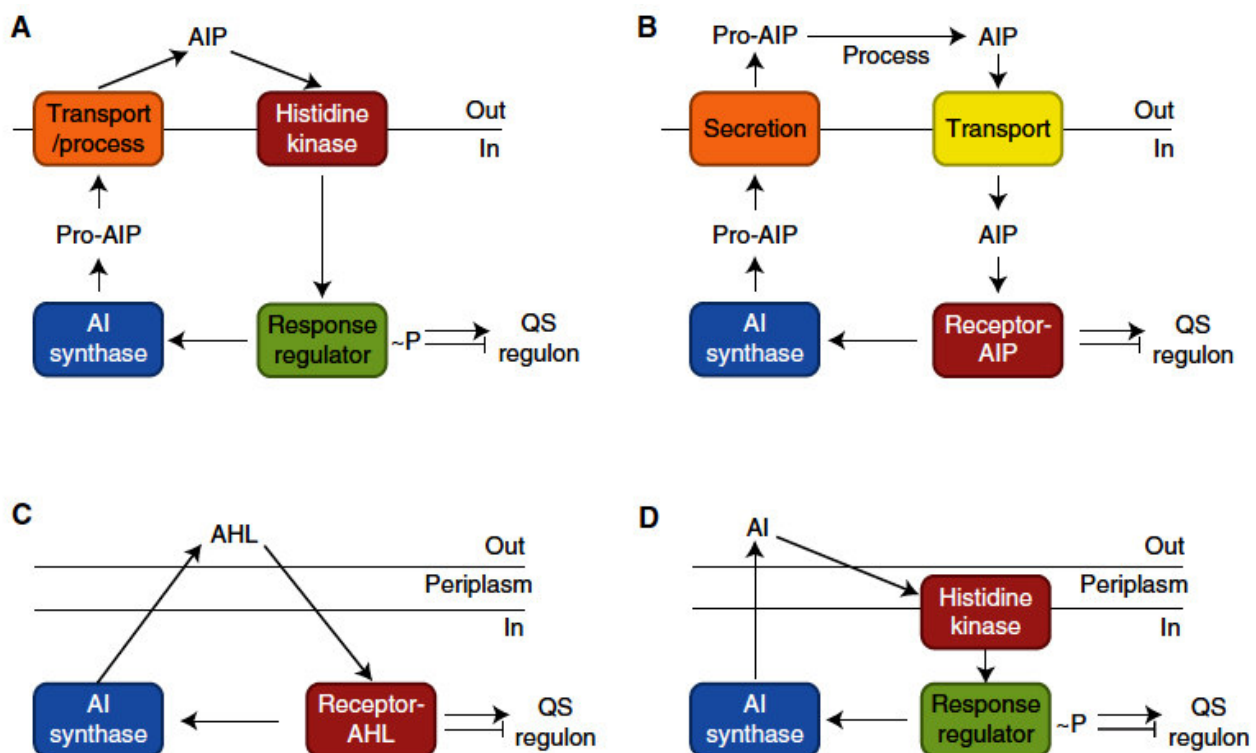 A
AIP
Transport
/process
Histidine
kinase
Out
In
Pro-AIP
AI
synthase
Response
regulator
~P
QS
regulon
B
Pro-AIP
Process
AIP
Secretion
Transport
Out
In
Pro-AIP
AIP
AI
synthase
Receptor-
AIP
QS
regulon
C
AHL
Out
Periplasm
In
AI
synthase
Receptor-
AHL
QS
regulon
D
AI
Out
Periplasm
Histidine
kinase
In
AI
synthase
Response
regulator
~P
QS
regulon